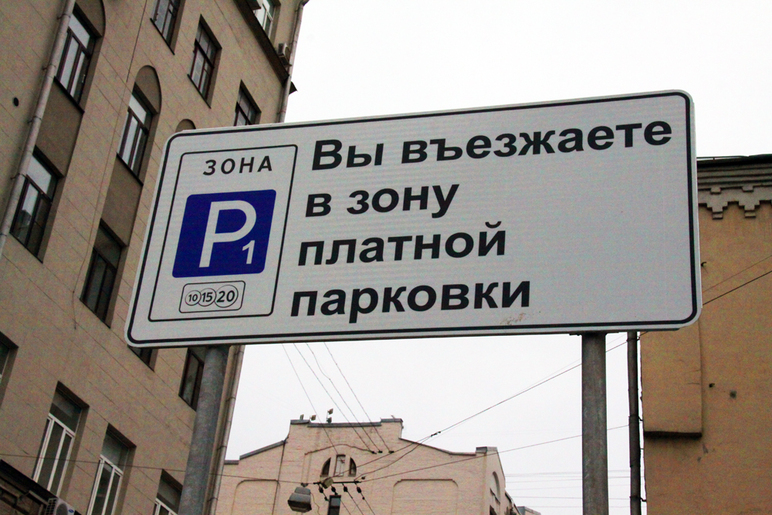 ЗОНА
P1
10 15 20
Вы въезжаете
в зону
платной
парковки